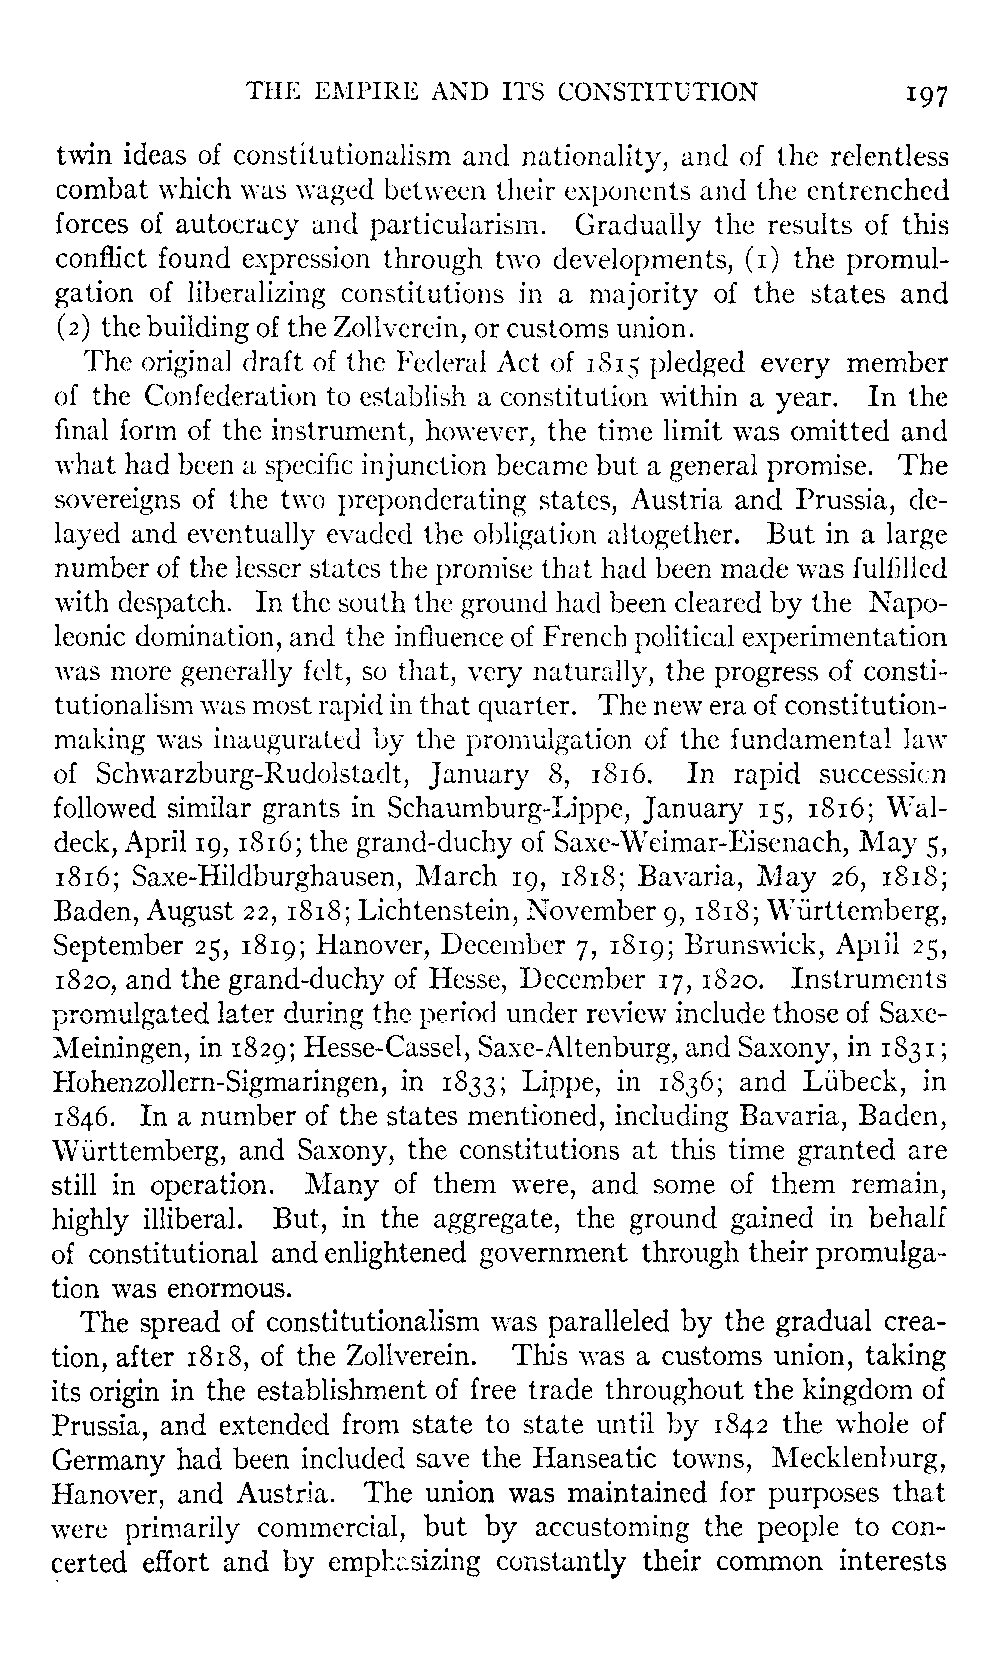 THE EMPIRE AND ITS CONSTITUTION 197
twin ideas of constitutionalism and nationality, and of the relentless
combat which was waged between their exponents and the entrenched
forces of autocracy and particularism. Gradually the results of this
conflict found expression through two developments, (1) the promul-
gation of liberalizing constitutions in a majority of the states and
(2) the building of the Zollverein, or customs union.
The original draft of the Federal Act of 1815 pledged every member
of the Confederation to establish a constitution within a year. In the
final form of the instrument, however, the time limit was omitted and
what had been a specific injunction became but a general promise. The
sovereigns of the two preponderating states, Austria and Prussia, de-
layed and eventually evaded the obligation altogether. But in a large
number of the lesser states the promise that had been made was fulfilled
with despatch. In the south the ground had been cleared by the Napo-
leonic domination, and the influence of French political experimentation
was more generally felt, so that, very naturally, the progress of consti-
tutionalism was most rapid in that quarter. The new era of constitution-
making was inaugurated by the promulgation of the fundamental law
of Schwarzburg-Rudolstadt, January 8, 1816. In rapid succession
followed similar grants in Schaumburg-Lippe, January 15, 1816; Wal-
deck, April 19, 1816; the grand-duchy of Saxe-Weimar-Eisenach, May 5,
1816; Saxe-Hildburghausen, March 19, 1818; Bavaria, May 26, 1818;
Baden, August 22, 1818; Lichtenstein, November 9, 1818; Württemberg,
September 25, 1819; Hanover, December 7, 1819; Brunswick, April 25,
1820, and the grand-duchy of Hesse, December 17, 1820. Instruments
promulgated later during the period under review include those of Saxe-
Meiningen, in 1829; Hesse-Cassel, Saxe-Altenburg, and Saxony, in 1831;
Hohenzollern-Sigmaringen, in 1833; Lippe, in 1836; and Lübeck, in
1846. In a number of the states mentioned, including Bavaria, Baden,
Württemberg, and Saxony, the constitutions at this time granted are
still in operation. Many of them were, and some of them remain,
highly illiberal. But, in the aggregate, the ground gained in behalf
of constitutional and enlightened government through their promulga-
tion was enormous.
The spread of constitutionalism was paralleled by the gradual crea-
tion, after 1818, of the Zollverein. This was a customs union, taking
its origin in the establishment of free trade throughout the kingdom of
Prussia, and extended from state to state until by 1842 the whole of
Germany had been included save the Hanseatic towns, Mecklenburg,
Hanover, and Austria. The union was maintained for purposes that
were primarily commercial, but by accustoming the people to con-
certed effort and by emphasizing constantly their common interests